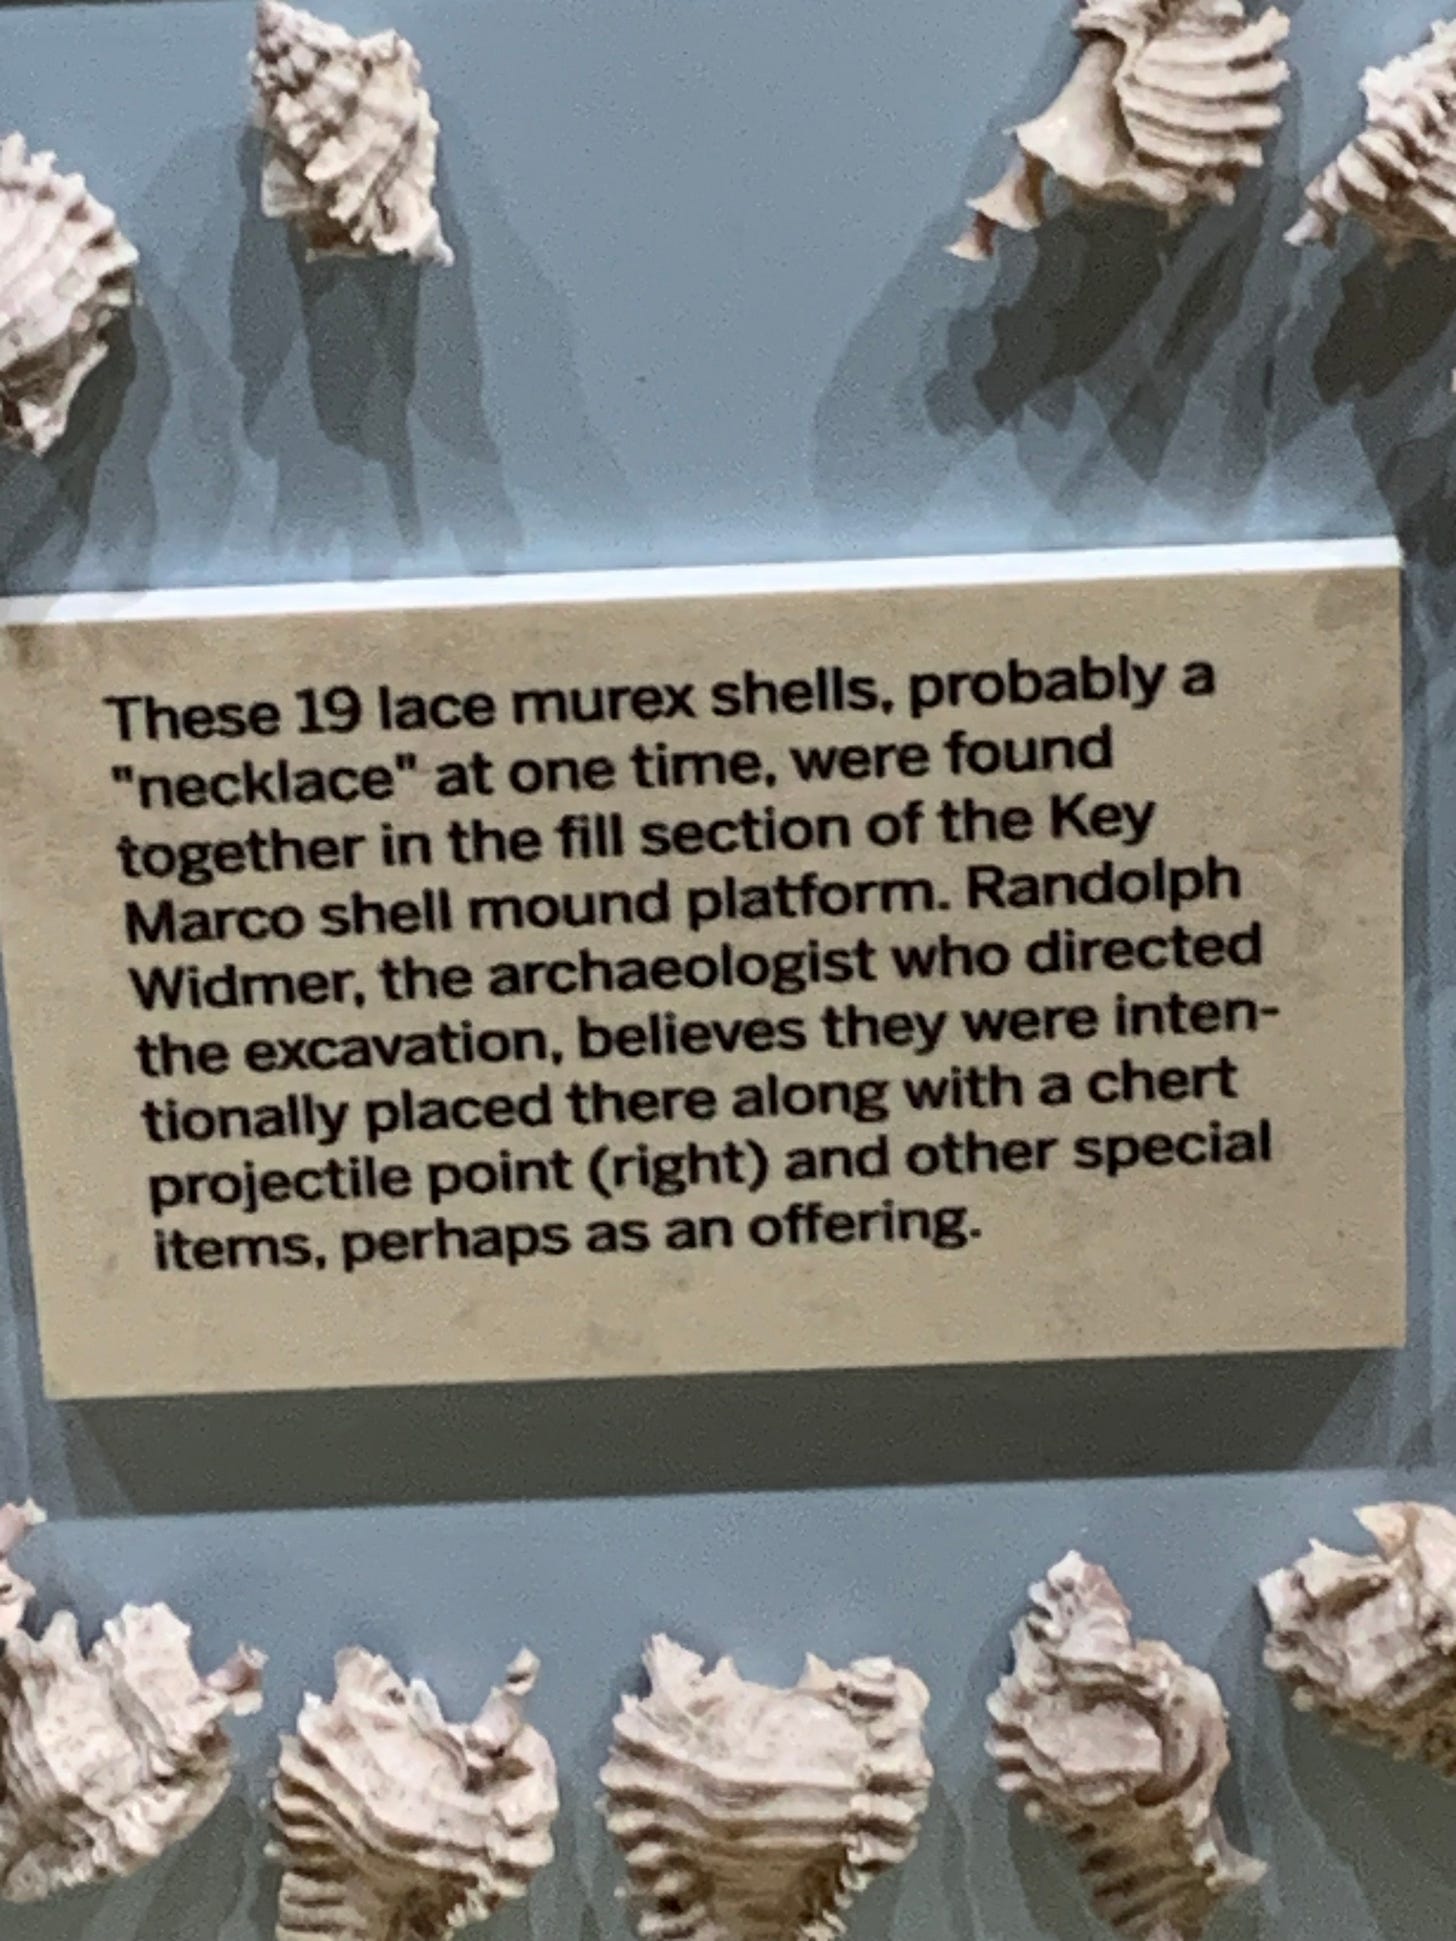 These 19 lace murex shells, probably a
"necklace" at one time, were found
together in the fill section of the Key
Marco shell mound platform. Randolph
Widmer, the archaeologist who directed
the excavation, believes they were inten-
tionally placed there along with a chert
projectile point (right) and other special
items, perhaps as an offering.